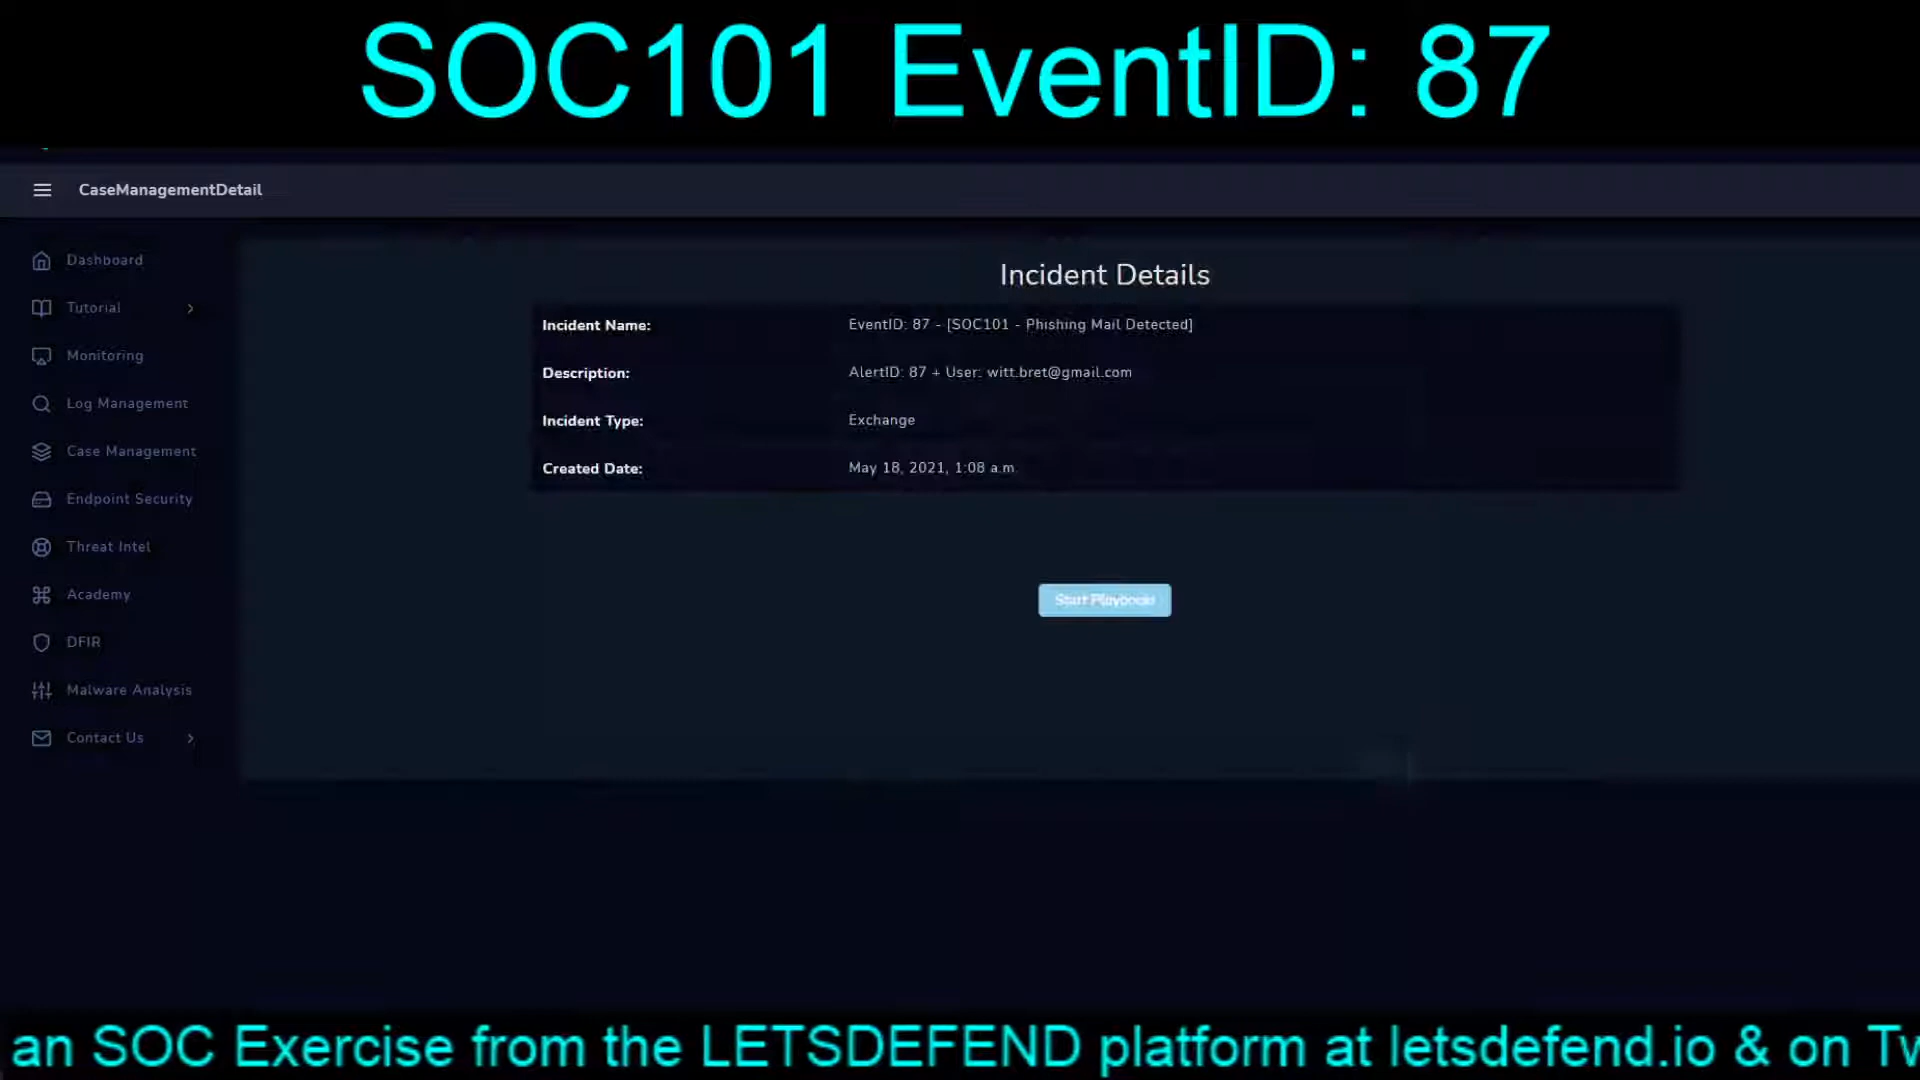 SOC101 EventID: 87
CaseManagementDetail
Dashboard
Tutorial
Monitoring
Log Management
Case Management
Endpoint Security
Threat Intel
Academy
DFIR
Malware Analysis
Contact Us
Incident Details
Incident Name: EventID: 87 - [SOC101 - Phishing Mail Detected]
Description: AlertID: 87 + User: witt.bret@gmail.com
Incident Type: Exchange
Created Date: May 18, 2021, 1:08 a.m.
Start Playbook
an SOC Exercise from the LETSDEFEND platform at letsdefend.io & on Tw